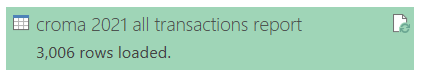 croma 2021 all transactions report
3,006 rows loaded.